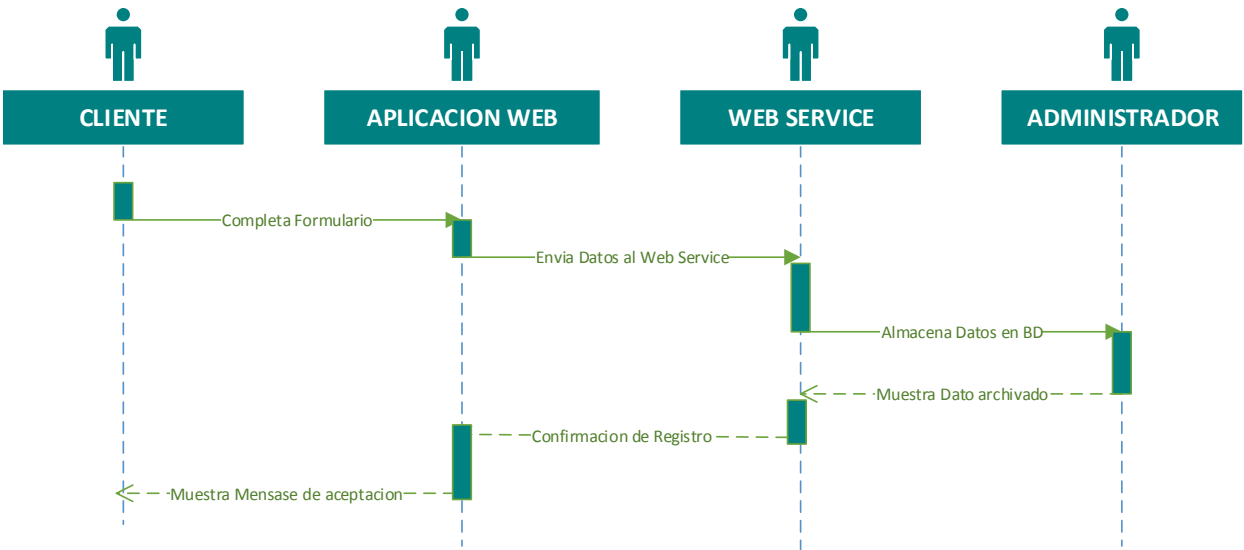 CLIENTE
APLICACION WEB
WEB SERVICE
ADMINISTRADOR
Completa Formulario
Envia Datos al Web Service
Almacena Datos en BD
Muestra Dato archivado
Confirmacion de Registro
Muestra Mensase de aceptacion